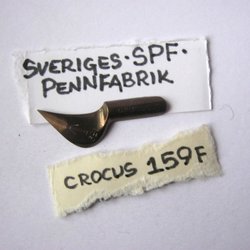 SVERIGES·SPF·
PENNFABRIK
CROCUS 159F